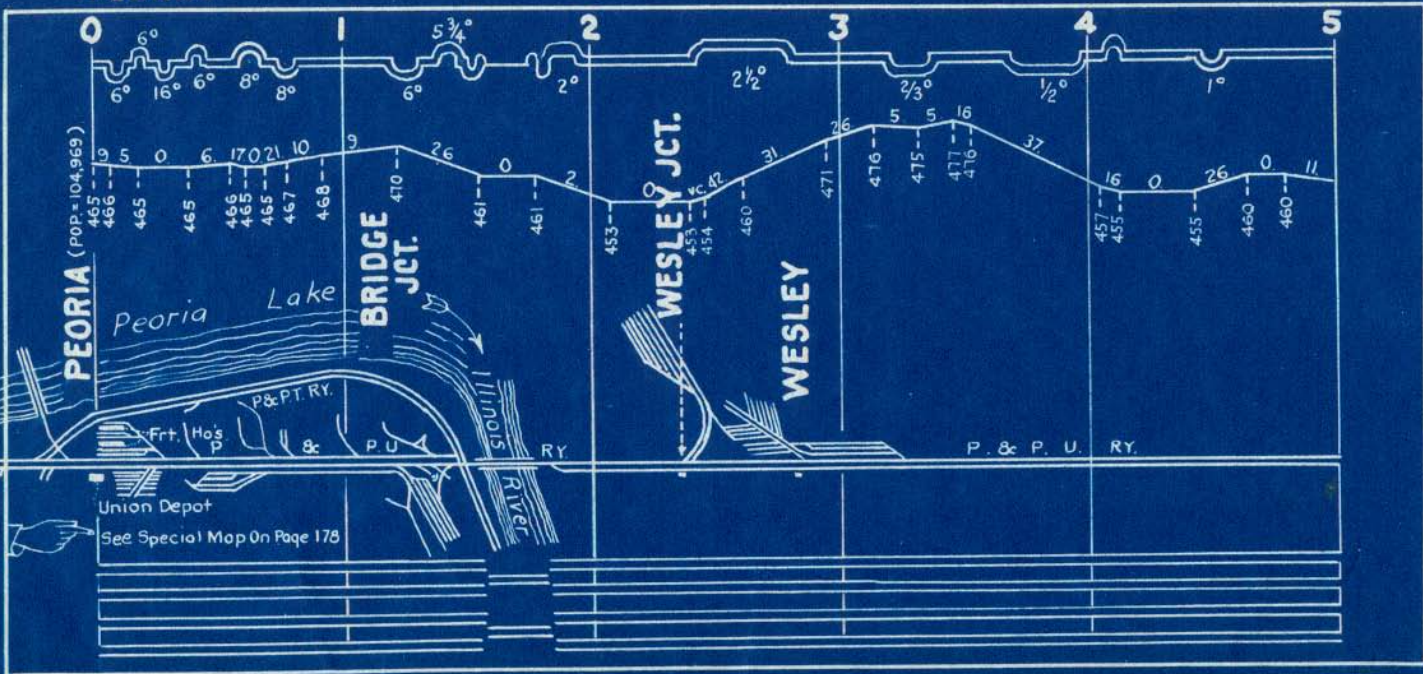 0 1 2 3 4 5
6° 5 3/4°
6° 16° 6° 8° 8° 6° 2° 2 1/2° 2/3° 1/2° 1°
9 5 0. 6. 17 0 21 10 9 26 0 2. 0 V.C. 42 31 26 5 5 16 37. 16 0. 26 0 11.
465 466 465 465 466 465 465 467 468 470 461 461 453 453 454 460 471 476 475 477 476 457 455 455 460 460
PEORIA (POP. = 104,969)
BRIDGE JCT.
WESLEY JCT.
WESLEY
Peoria Lake
Illinois River
P.&P.T. RY.
Frt. Ho's.
P & P U RY.
P. & P. U. RY.
Union Depot
See Special Map On Page 178